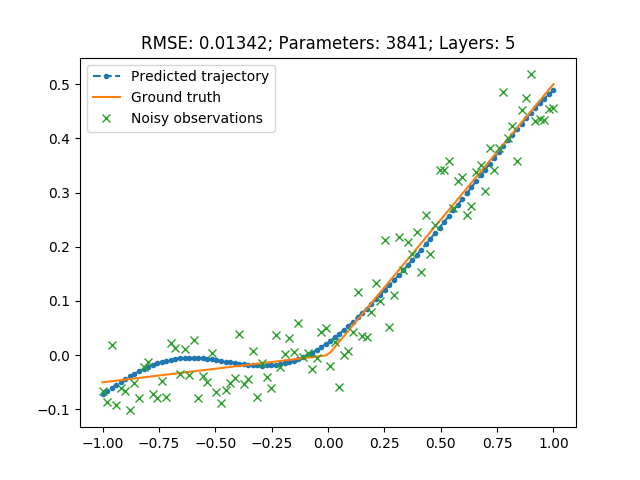 RMSE: 0.01342; Parameters: 3841; Layers: 5
Predicted trajectory
Ground truth
Noisy observations
0.5
0.4
0.3
0.2
0.1
0.0
−0.1
−1.00 −0.75 −0.50 −0.25 0.00 0.25 0.50 0.75 1.00